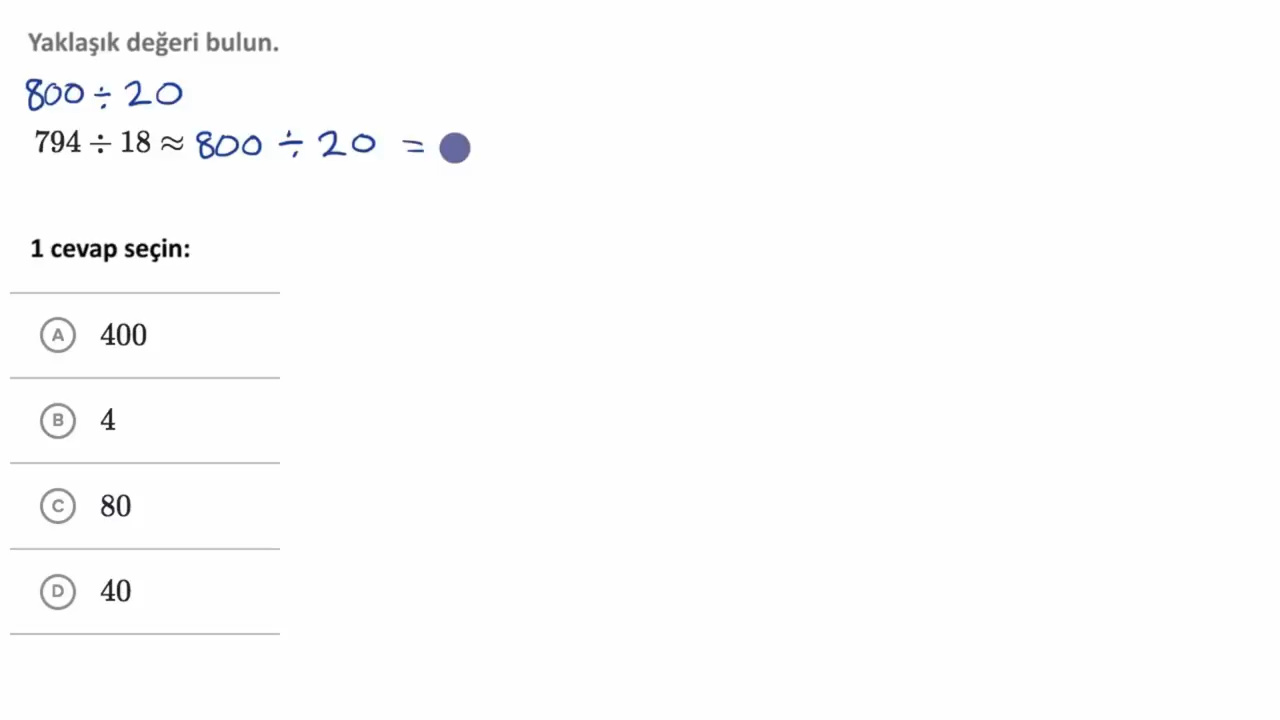 Yaklaşık değeri bulun.
800 ÷ 20
794 ÷ 18 ≈ 800 ÷ 20 =
1 cevap seçin:
A 400
B 4
C 80
D 40